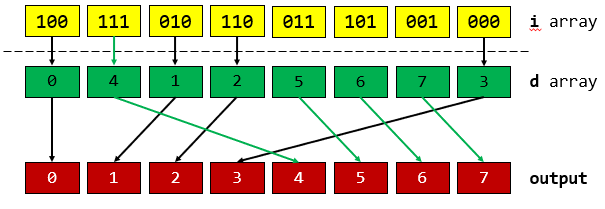 100 111 010 110 011 101 001 000 i array
0 4 1 2 5 6 7 3 d array
0 1 2 3 4 5 6 7 output